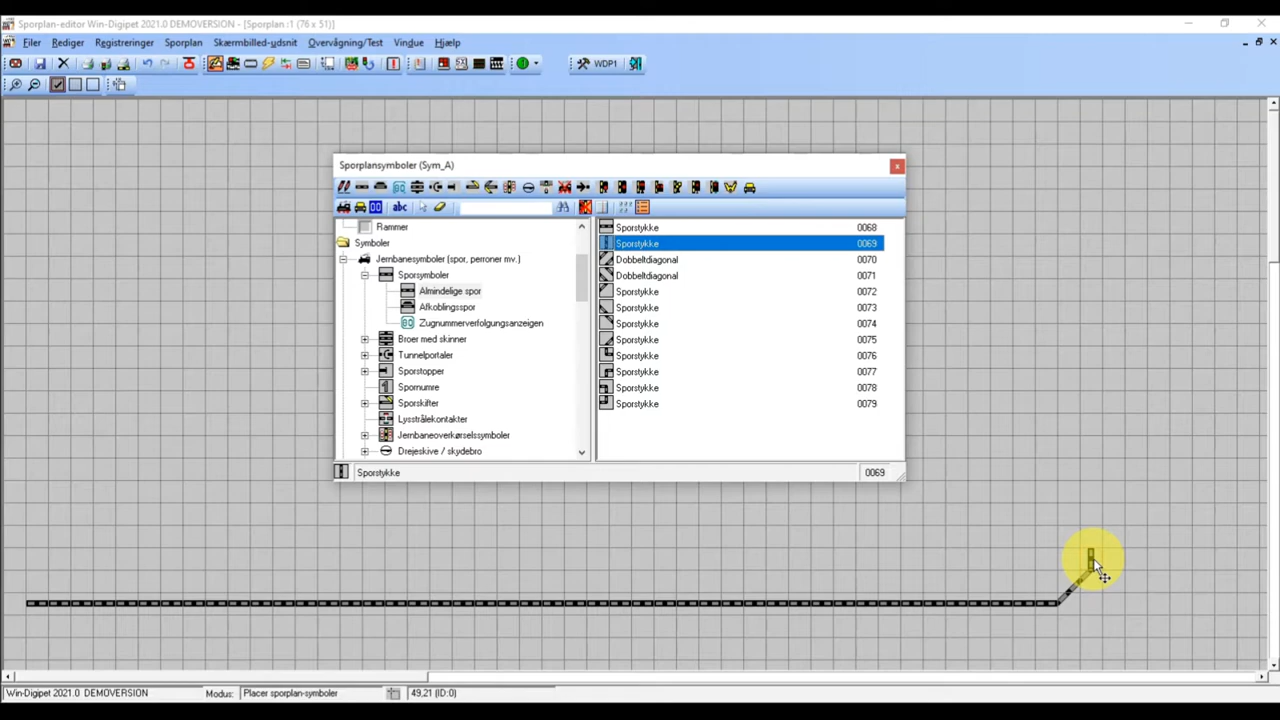 Sporplan-editor Win-Digipet 2021.0 DEMOVERSION - [Sporplan :1 (76 x 51)]
Filer Rediger Registreringer Sporplan Skærmbilled-udsnit Overvågning/Test Vindue Hjælp
WDP1
Sporplansymboler (Sym_A)
abc
Rammer
Symboler
Jernbanesymboler (spor, perroner mv.)
Sporsymboler
Almindelige spor
Afkoblingsspor
Zugnummerverfolgungsanzeigen
Broer med skinner
Tunnelportaler
Sporstopper
Spornumre
Sporskifter
Lysstrålekontakter
Jernbaneoverkørselssymboler
Drejeskive / skydebro
Sporstykke 0068
Sporstykke 0069
Dobbeltdiagonal 0070
Dobbeltdiagonal 0071
Sporstykke 0072
Sporstykke 0073
Sporstykke 0074
Sporstykke 0075
Sporstykke 0076
Sporstykke 0077
Sporstykke 0078
Sporstykke 0079
Sporstykke 0069
Win-Digipet 2021.0 DEMOVERSION Modus: Placer sporplan-symboler 49,21 (ID:0)